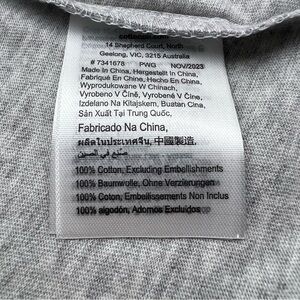 cottonon.com
14 Shepherd Court, North
Geelong, VIC, 3215 Australia
# 7341678 PWG NOV/2023
Made In China, Hergestellt In China,
Fabriqué En Chine, Hecho En China,
Wyprodukowane W Chinach,
Vyrobeno V Číně, Vyrobené V Číne,
Izdelano Na Kitajskem, Buatan Cina,
Sản Xuất Tại Trung Quốc,
Fabricado Na China,
ผลิตในประเทศจีน, 中國製造,
صنع في الصين
100% Cotton, Excluding Embellishments
100% Baumwolle, Ohne Verzierungen
100% Coton, Embellissements Non Inclus
100% algodón, Adornos Excluidos